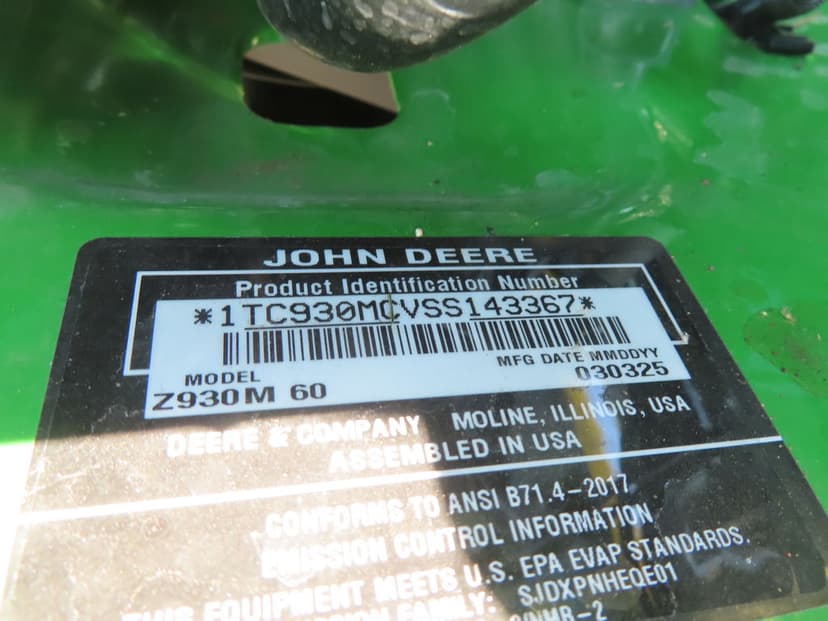 JOHN DEERE
Product Identification Number
*1TC930MCVSS143367*
MODEL
Z930M 60
MFG DATE MMDDYY
030325
DEERE & COMPANY MOLINE, ILLINOIS, USA
ASSEMBLED IN USA
CONFORMS TO ANSI B71.4-2017
EMISSION CONTROL INFORMATION
THIS EQUIPMENT MEETS U.S. EPA EVAP STANDARDS.
FAMILY: SJDXPNHEQE01